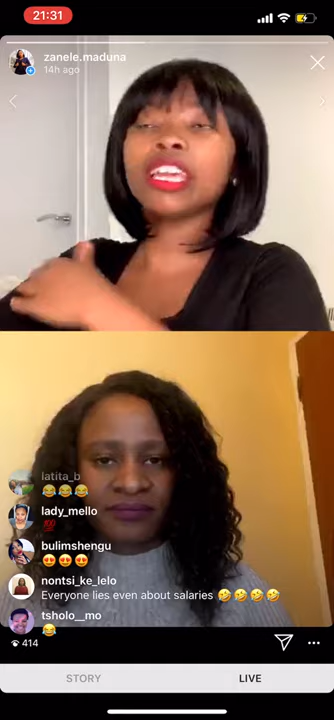 21:31
zanele.maduna
14h ago
latita_b
😂😂😂
lady_mello
💯
bulimshengu
😍😍😍
nontsi_ke_lelo
Everyone lies even about salaries 🤣🤣🤣🤣
tsholo__mo
😂
414
STORY
LIVE